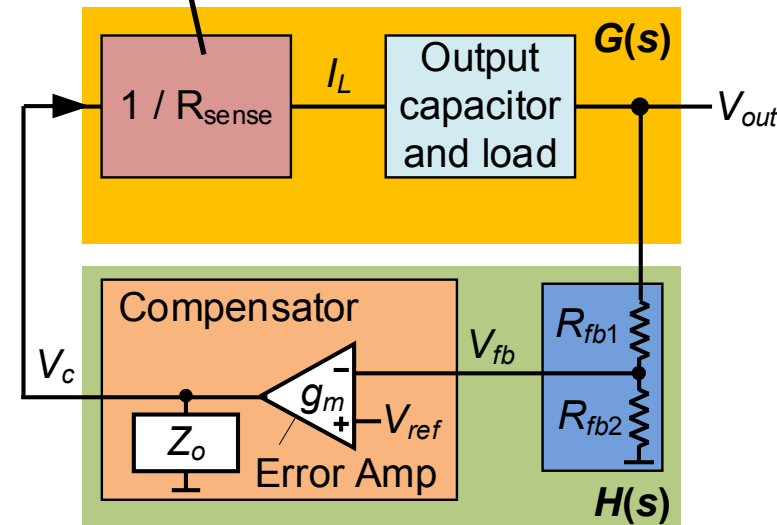 G(s)
1 / Rsense
IL
Output
capacitor
and load
Vout
Compensator
Vc
gm
−
+
Vref
Zo
Error Amp
Vfb
Rfb1
Rfb2
H(s)